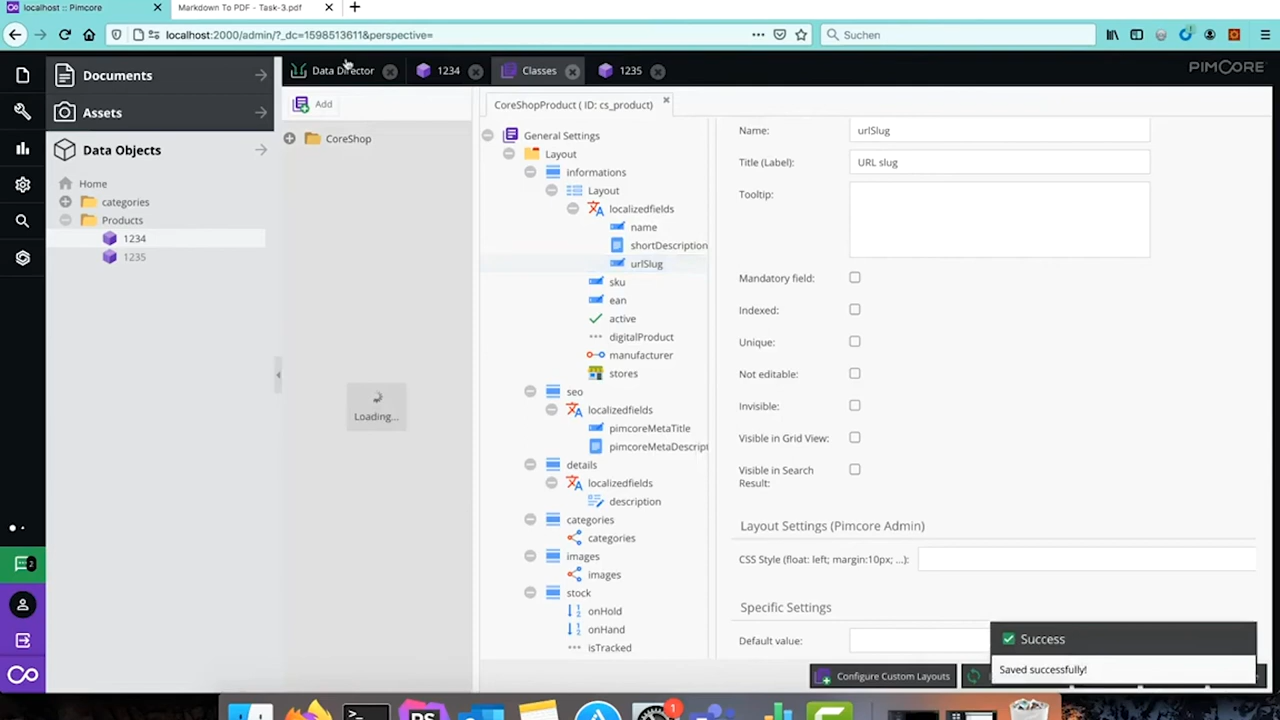 localhost :: Pimcore
Markdown To PDF - Task-3.pdf
localhost:2000/admin/?_dc=1598513611&perspective=
Suchen
Documents
Assets
Data Objects
Home
categories
Products
1234
1235
Data Director
1234
Classes
1235
PIMCORE
Add
CoreShop
Loading...
CoreShopProduct ( ID: cs_product)
General Settings
Layout
informations
Layout
localizedfields
name
shortDescription
urlSlug
sku
ean
active
digitalProduct
manufacturer
stores
seo
localizedfields
pimcoreMetaTitle
pimcoreMetaDescript
details
localizedfields
description
categories
categories
images
images
stock
onHold
onHand
isTracked
Name:
urlSlug
Title (Label):
URL slug
Tooltip:
Mandatory field:
Indexed:
Unique:
Not editable:
Invisible:
Visible in Grid View:
Visible in Search
Result:
Layout Settings (Pimcore Admin)
CSS Style (float: left; margin:10px; ...):
Specific Settings
Default value:
Configure Custom Layouts
Success
Saved successfully!
2
PS
1